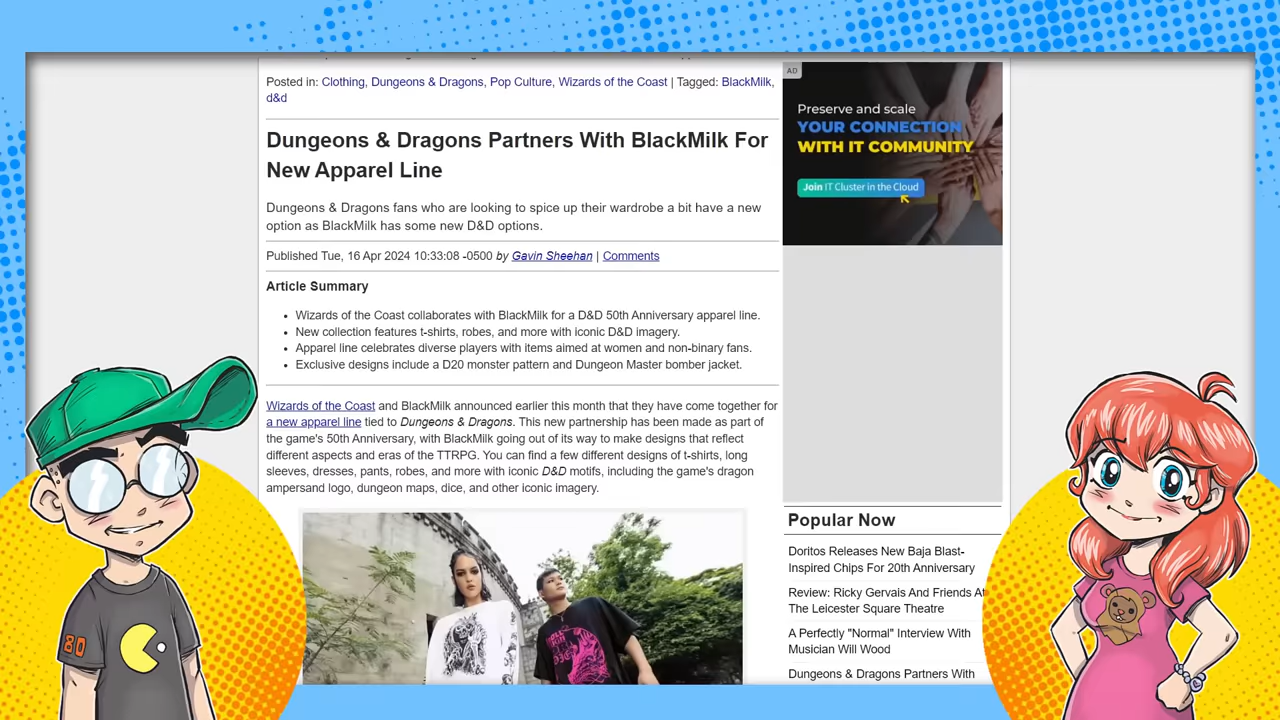 Posted in: Clothing, Dungeons & Dragons, Pop Culture, Wizards of the Coast | Tagged: BlackMilk,
d&d
Dungeons & Dragons Partners With BlackMilk For
New Apparel Line
Dungeons & Dragons fans who are looking to spice up their wardrobe a bit have a new
option as BlackMilk has some new D&D options.
Published Tue, 16 Apr 2024 10:33:08 -0500 by Gavin Sheehan | Comments
Article Summary
• Wizards of the Coast collaborates with BlackMilk for a D&D 50th Anniversary apparel line.
• New collection features t-shirts, robes, and more with iconic D&D imagery.
• Apparel line celebrates diverse players with items aimed at women and non-binary fans.
• Exclusive designs include a D20 monster pattern and Dungeon Master bomber jacket.
Wizards of the Coast and BlackMilk announced earlier this month that they have come together for
a new apparel line tied to Dungeons & Dragons. This new partnership has been made as part of
the game's 50th Anniversary, with BlackMilk going out of its way to make designs that reflect
different aspects and eras of the TTRPG. You can find a few different designs of t-shirts, long
sleeves, dresses, pants, robes, and more with iconic D&D motifs, including the game's dragon
ampersand logo, dungeon maps, dice, and other iconic imagery.
AD
Preserve and scale
YOUR CONNECTION
WITH IT COMMUNITY
Join IT Cluster in the Cloud
Popular Now
Doritos Releases New Baja Blast-
Inspired Chips For 20th Anniversary
Review: Ricky Gervais And Friends At
The Leicester Square Theatre
A Perfectly "Normal" Interview With
Musician Will Wood
Dungeons & Dragons Partners With
80